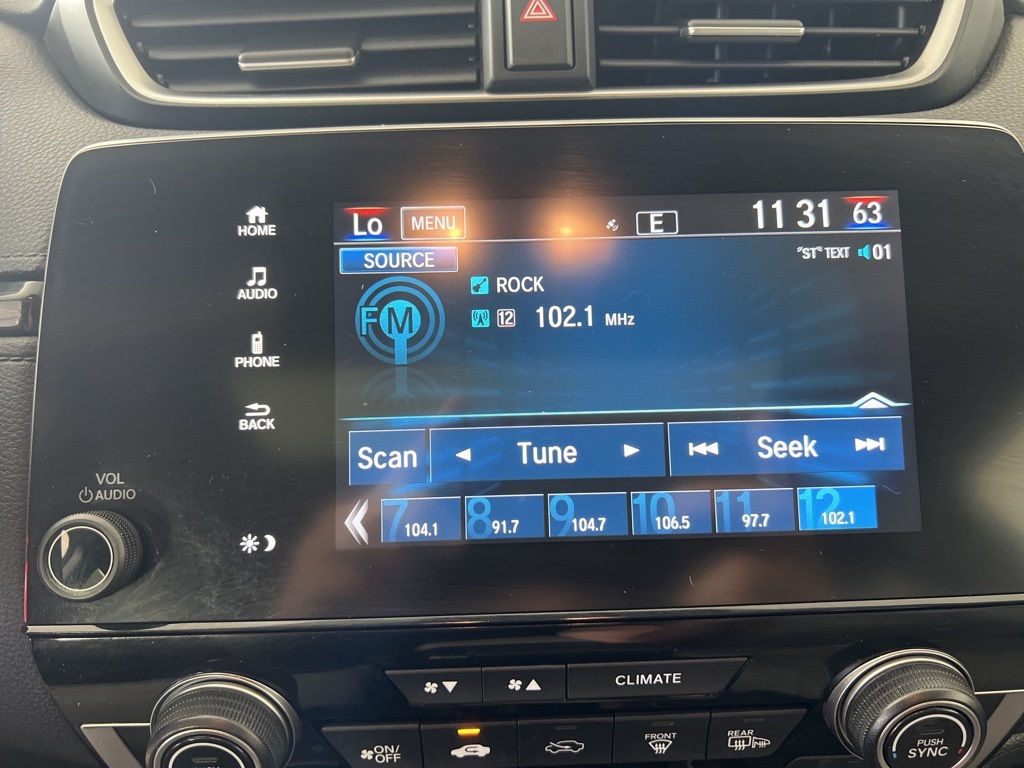 HOME
AUDIO
PHONE
BACK
VOL
AUDIO
Lo MENU E 11 31 63
SOURCE "ST" TEXT 01
FM
ROCK
12 102.1 MHz
Scan Tune Seek
7 104.1 8 91.7 9 104.7 10 106.5 11 97.7 12 102.1
CLIMATE
ON/OFF
FRONT
REAR
PUSH
SYNC